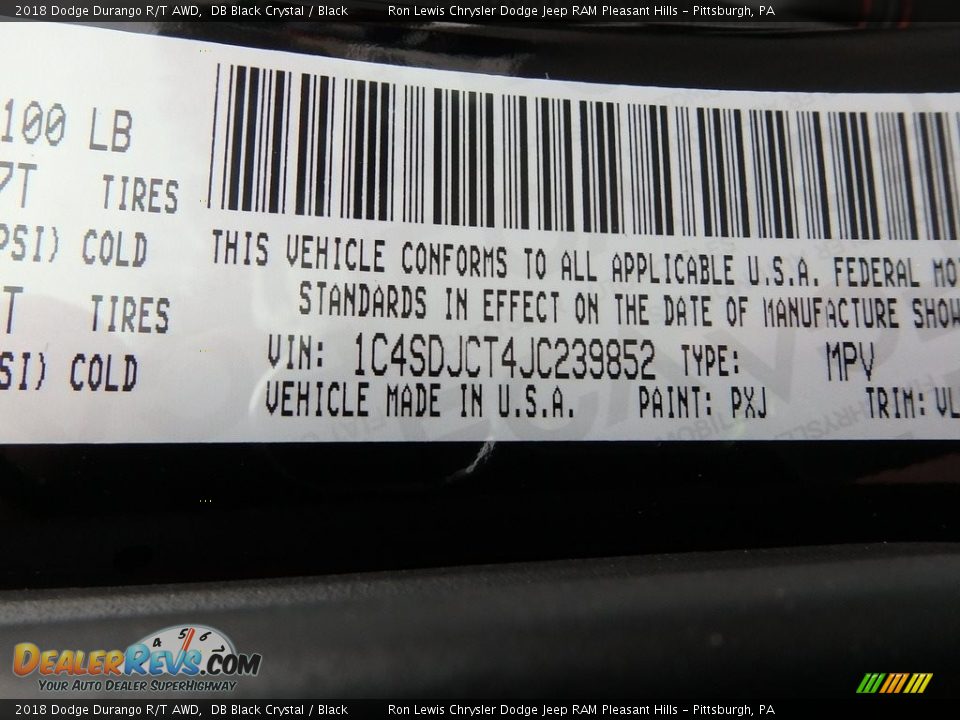 2018 Dodge Durango R/T AWD, DB Black Crystal / Black Ron Lewis Chrysler Dodge Jeep RAM Pleasant Hills - Pittsburgh, PA
100 LB
7T TIRES
PSI) COLD
T TIRES
SI) COLD
THIS VEHICLE CONFORMS TO ALL APPLICABLE U.S.A. FEDERAL MO
STANDARDS IN EFFECT ON THE DATE OF MANUFACTURE SHOW
VIN: 1C4SDJCT4JC239852 TYPE: MPV
VEHICLE MADE IN U.S.A. PAINT: PXJ TRIM: VL
4 5 6
DEALERREVS.COM
YOUR AUTO DEALER SUPERHIGHWAY
2018 Dodge Durango R/T AWD, DB Black Crystal / Black Ron Lewis Chrysler Dodge Jeep RAM Pleasant Hills - Pittsburgh, PA